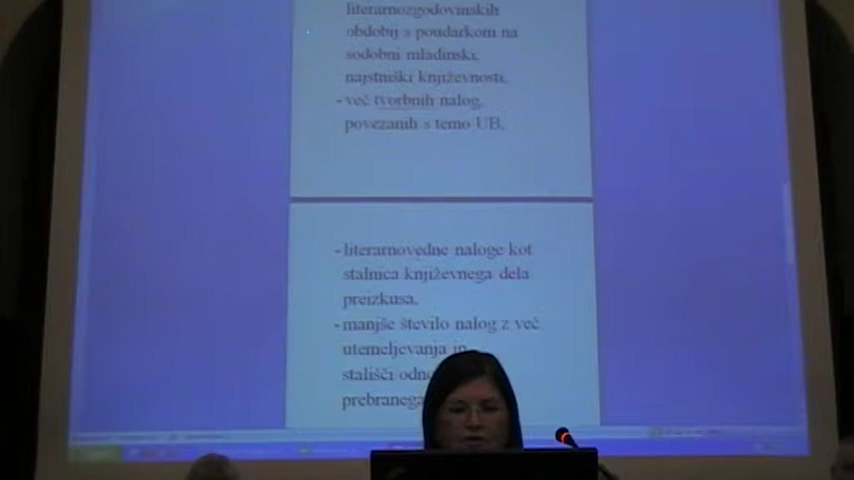 literarnozgodovinskih
obdobij s poudarkom na
sodobni mladinski,
najstniški književnosti,
- več tvorbnih nalog,
povezanih s temo UB,
- literarnovedne naloge kot
stalnica književnega dela
preizkusa,
- manjše število nalog z več
utemeljevanja in
stališči
prebranega